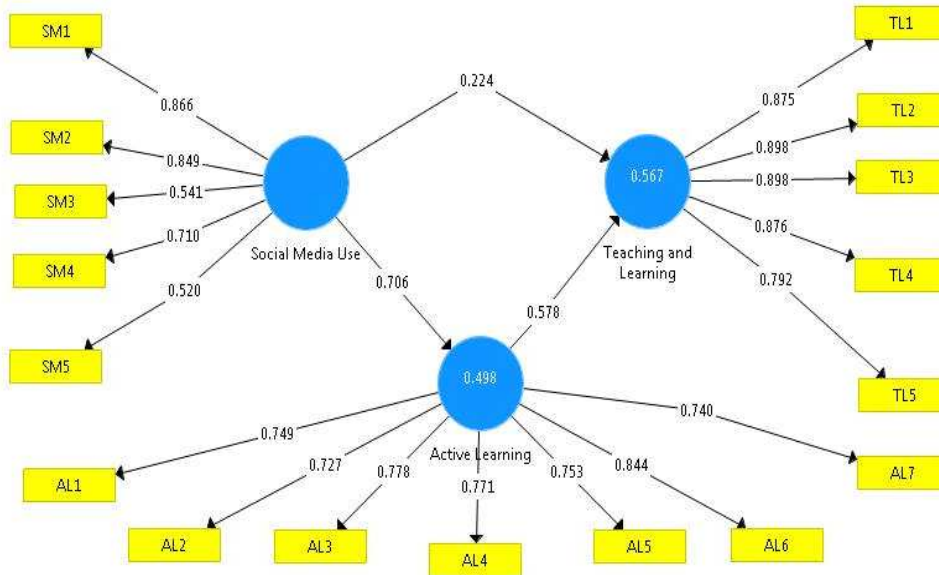 SM1
TL1
0.224
0.866
0.875
SM2
TL2
0.849
0.898
SM3
0.541
0.567
0.898
TL3
0.710
0.876
SM4
Social Media Use
Teaching and
Learning
TL4
0.520
0.706
0.792
0.578
SM5
0.498
TL5
0.740
0.749
Active Learning
0.727
0.778
0.771
0.753
0.844
AL1
AL7
AL2
AL3
AL4
AL5
AL6